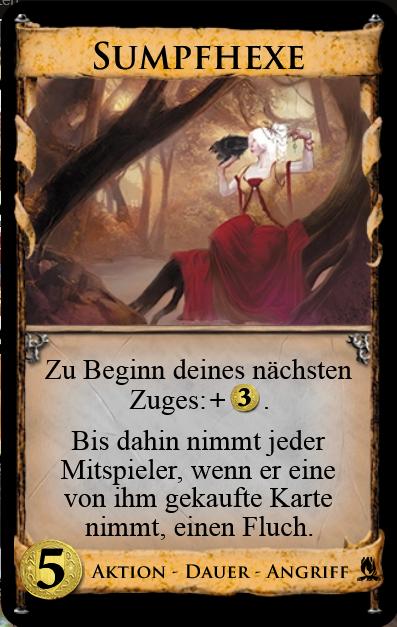 SUMPFHEXE
Zu Beginn deines nächsten
Zuges: + 3 .
Bis dahin nimmt jeder
Mitspieler, wenn er eine
von ihm gekaufte Karte
nimmt, einen Fluch.
5 AKTION - DAUER - ANGRIFF